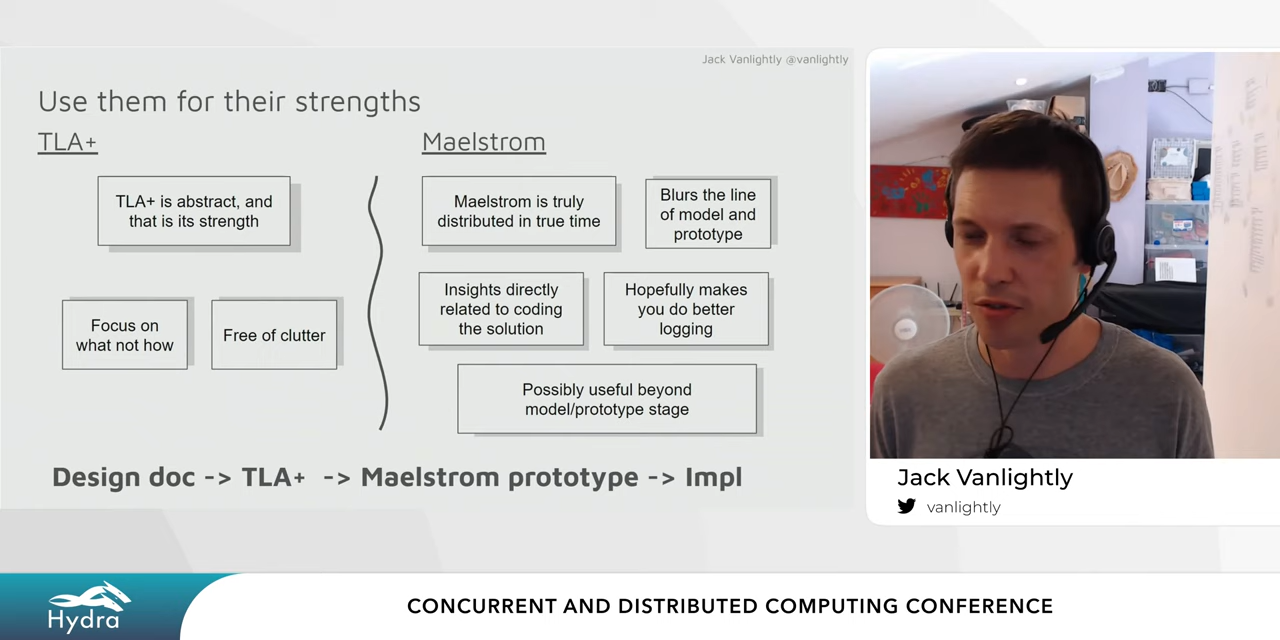 Jack Vanlightly @vanlightly
Use them for their strengths
TLA+
TLA+ is abstract, and
that is its strength
Focus on
what not how
Free of clutter
Maelstrom
Maelstrom is truly
distributed in true time
Blurs the line
of model and
prototype
Insights directly
related to coding
the solution
Hopefully makes
you do better
logging
Possibly useful beyond
model/prototype stage
Design doc -> TLA+ -> Maelstrom prototype -> Impl
Jack Vanlightly
vanlightly
Hydra
CONCURRENT AND DISTRIBUTED COMPUTING CONFERENCE